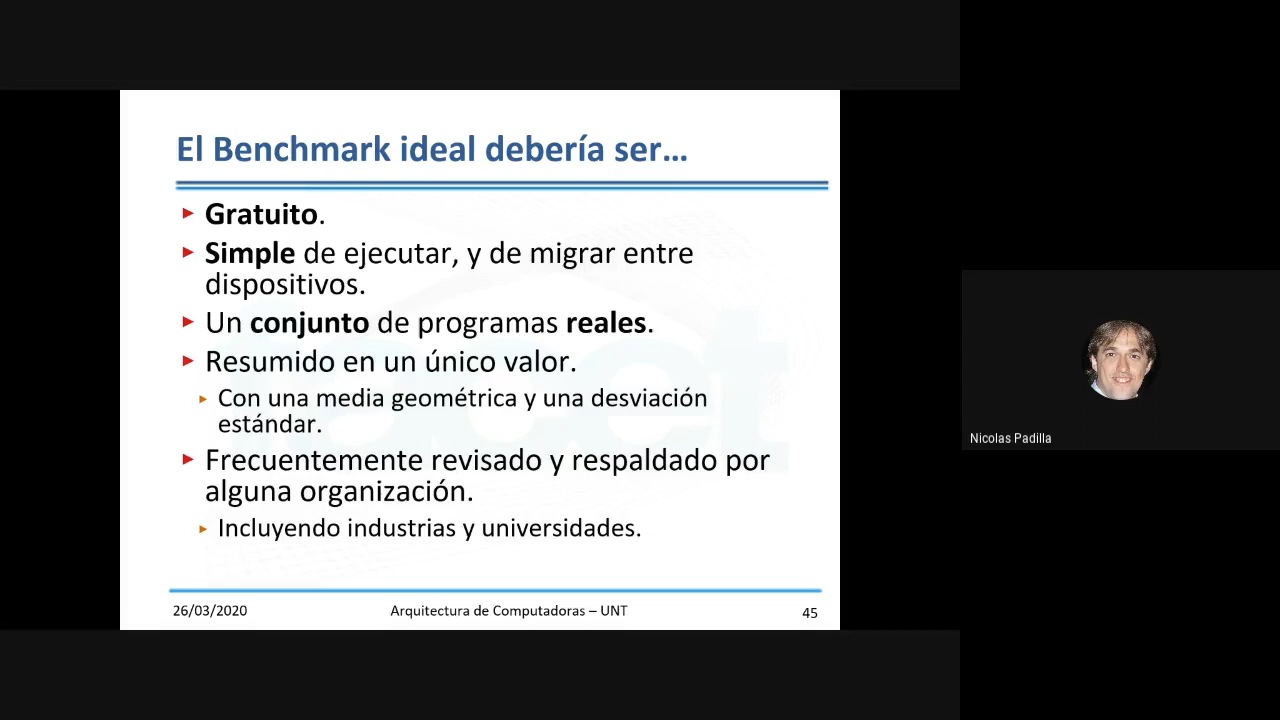 El Benchmark ideal debería ser...
Gratuito.
Simple de ejecutar, y de migrar entre
dispositivos.
Un conjunto de programas reales.
Resumido en un único valor.
Con una media geométrica y una desviación
estándar.
Frecuentemente revisado y respaldado por
alguna organización.
Incluyendo industrias y universidades.
26/03/2020
Arquitectura de Computadoras – UNT
45
Nicolas Padilla